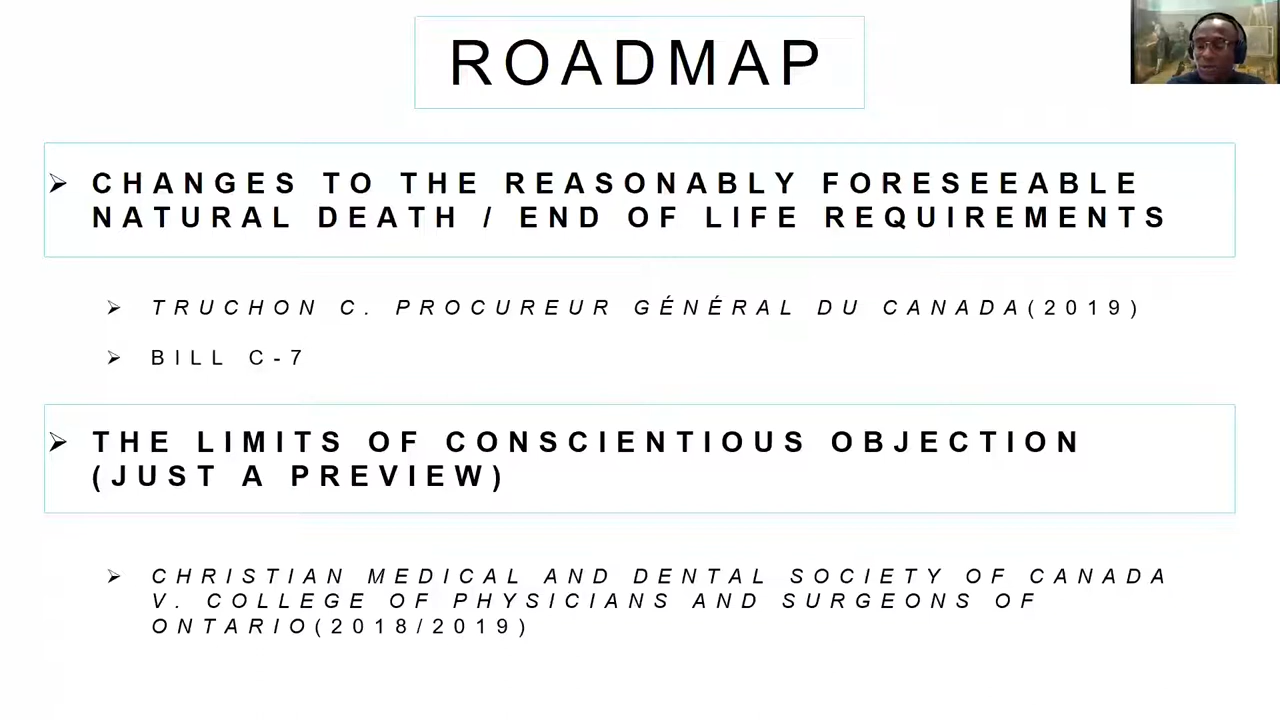 ROADMAP
➢ CHANGES TO THE REASONABLY FORESEEABLE
NATURAL DEATH / END OF LIFE REQUIREMENTS
➢ TRUCHON C. PROCUREUR GÉNÉRAL DU CANADA(2019)
➢ BILL C-7
➢ THE LIMITS OF CONSCIENTIOUS OBJECTION
(JUST A PREVIEW)
➢ CHRISTIAN MEDICAL AND DENTAL SOCIETY OF CANADA
V. COLLEGE OF PHYSICIANS AND SURGEONS OF
ONTARIO(2018/2019)